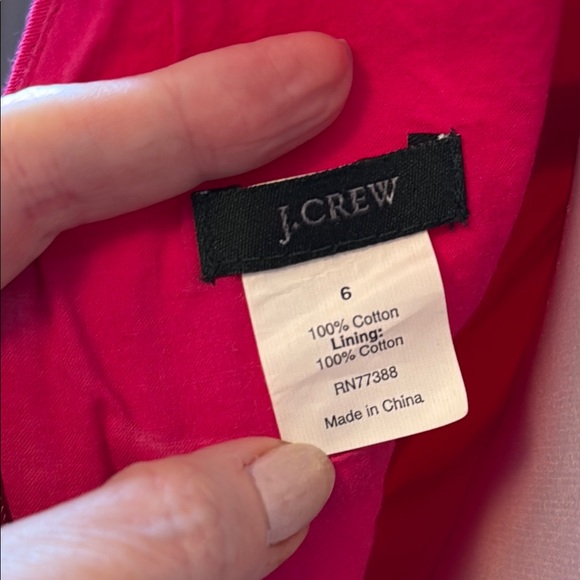 J.CREW
6
100% Cotton
Lining:
100% Cotton
RN77388
Made in China